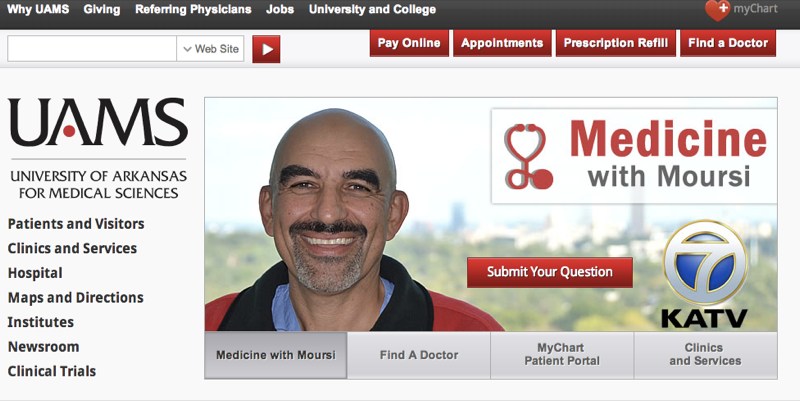 Why UAMS Giving Referring Physicians Jobs University and College
myChart
Web Site
Pay Online Appointments Prescription Refill Find a Doctor
UAMS
UNIVERSITY OF ARKANSAS
FOR MEDICAL SCIENCES
Patients and Visitors
Clinics and Services
Hospital
Maps and Directions
Institutes
Newsroom
Clinical Trials
Medicine
with Moursi
Submit Your Question
7
KATV
Medicine with Moursi
Find A Doctor
MyChart
Patient Portal
Clinics
and Services